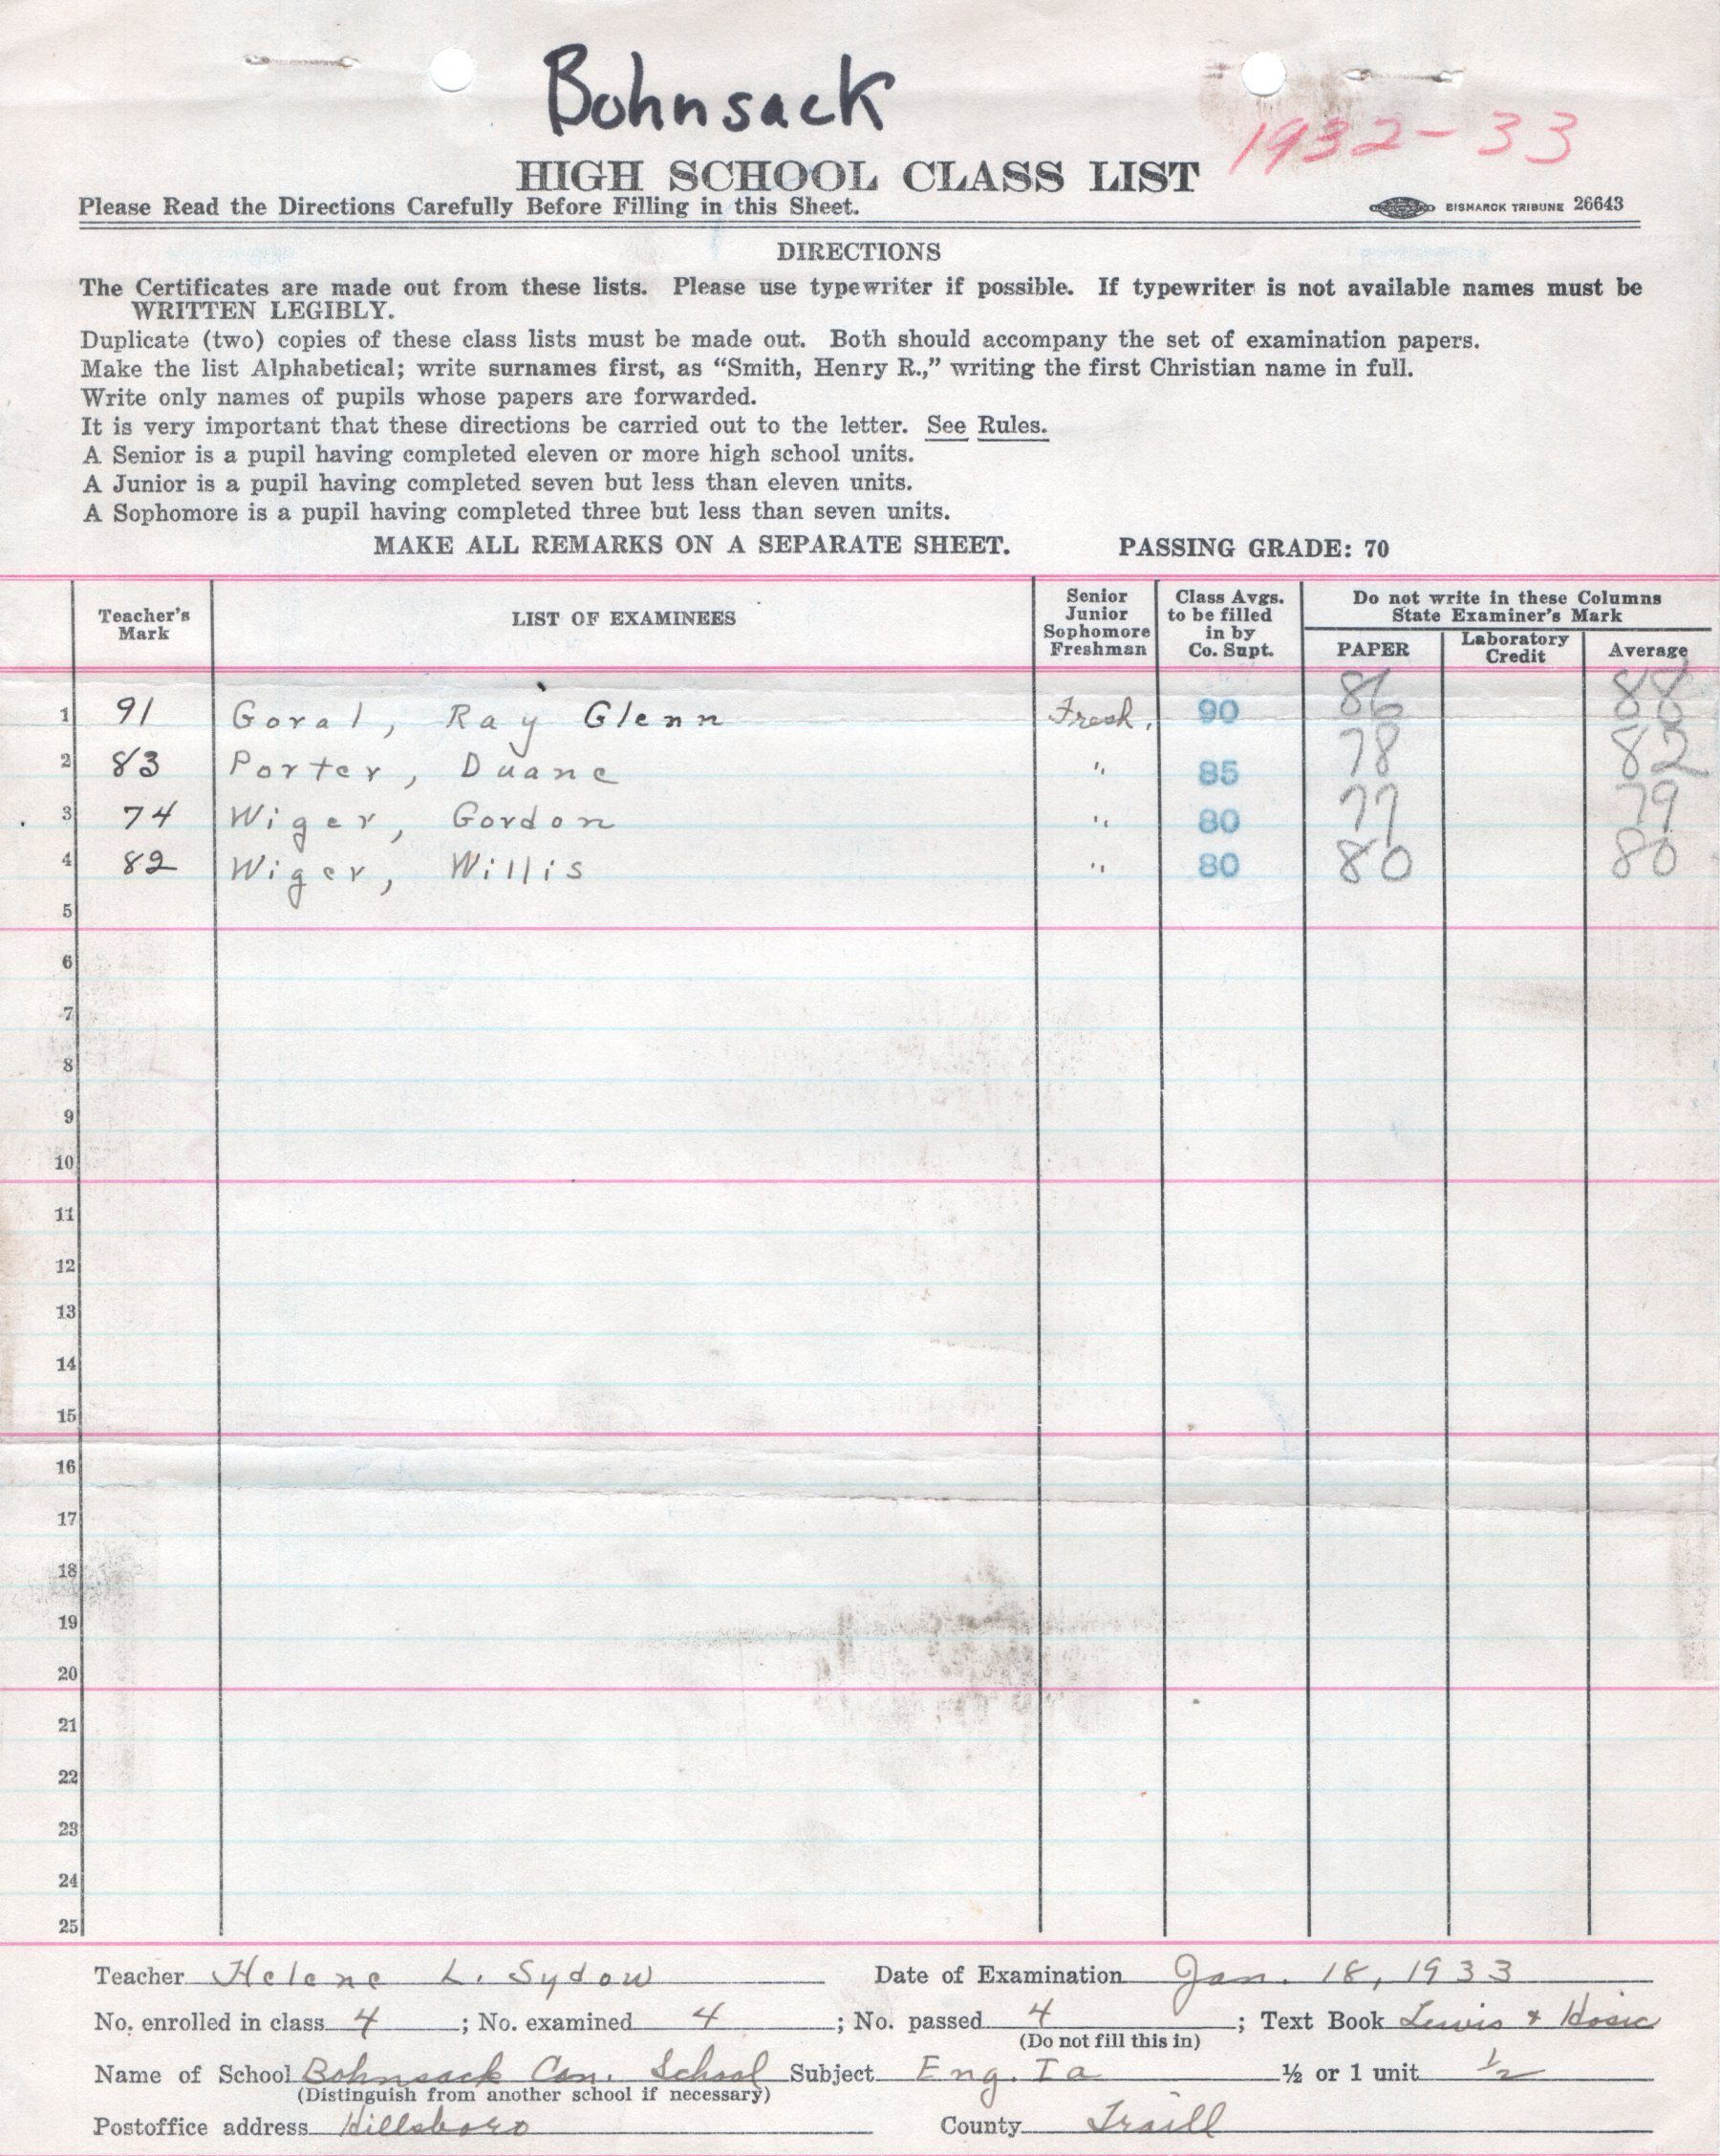 Bohnsack
1932-33
HIGH SCHOOL CLASS LIST
Please Read the Directions Carefully Before Filling in this Sheet. BISMARCK TRIBUNE 26643
DIRECTIONS
The Certificates are made out from these lists. Please use typewriter if possible. If typewriter is not available names must be
WRITTEN LEGIBLY.
Duplicate (two) copies of these class lists must be made out. Both should accompany the set of examination papers.
Make the list Alphabetical; write surnames first, as “Smith, Henry R.,” writing the first Christian name in full.
Write only names of pupils whose papers are forwarded.
It is very important that these directions be carried out to the letter. See Rules.
A Senior is a pupil having completed eleven or more high school units.
A Junior is a pupil having completed seven but less than eleven units.
A Sophomore is a pupil having completed three but less than seven units.
MAKE ALL REMARKS ON A SEPARATE SHEET. PASSING GRADE: 70
Teacher's Mark LIST OF EXAMINEES Senior Junior Sophomore Freshman Class Avgs. to be filled in by Co. Supt. Do not write in these Columns State Examiner's Mark PAPER Laboratory Credit Average
1 91 Goral, Ray Glenn Fresh. 90 86 88
2 83 Porter, Duane " 85 78 82
3 74 Wiger, Gordon " 80 77 79
4 82 Wiger, Willis " 80 80 80
5
6
7
8
9
10
11
12
13
14
15
16
17
18
19
20
21
22
23
24
25
Teacher Helene L. Sydow Date of Examination Jan. 18, 1933
No. enrolled in class 4 ; No. examined 4 ; No. passed 4 ; Text Book Lewis & Hosic
(Do not fill this in)
Name of School Bohnsack Con. School Subject Eng. Ia ½ or 1 unit ½
(Distinguish from another school if necessary)
Postoffice address Hillsboro County Traill